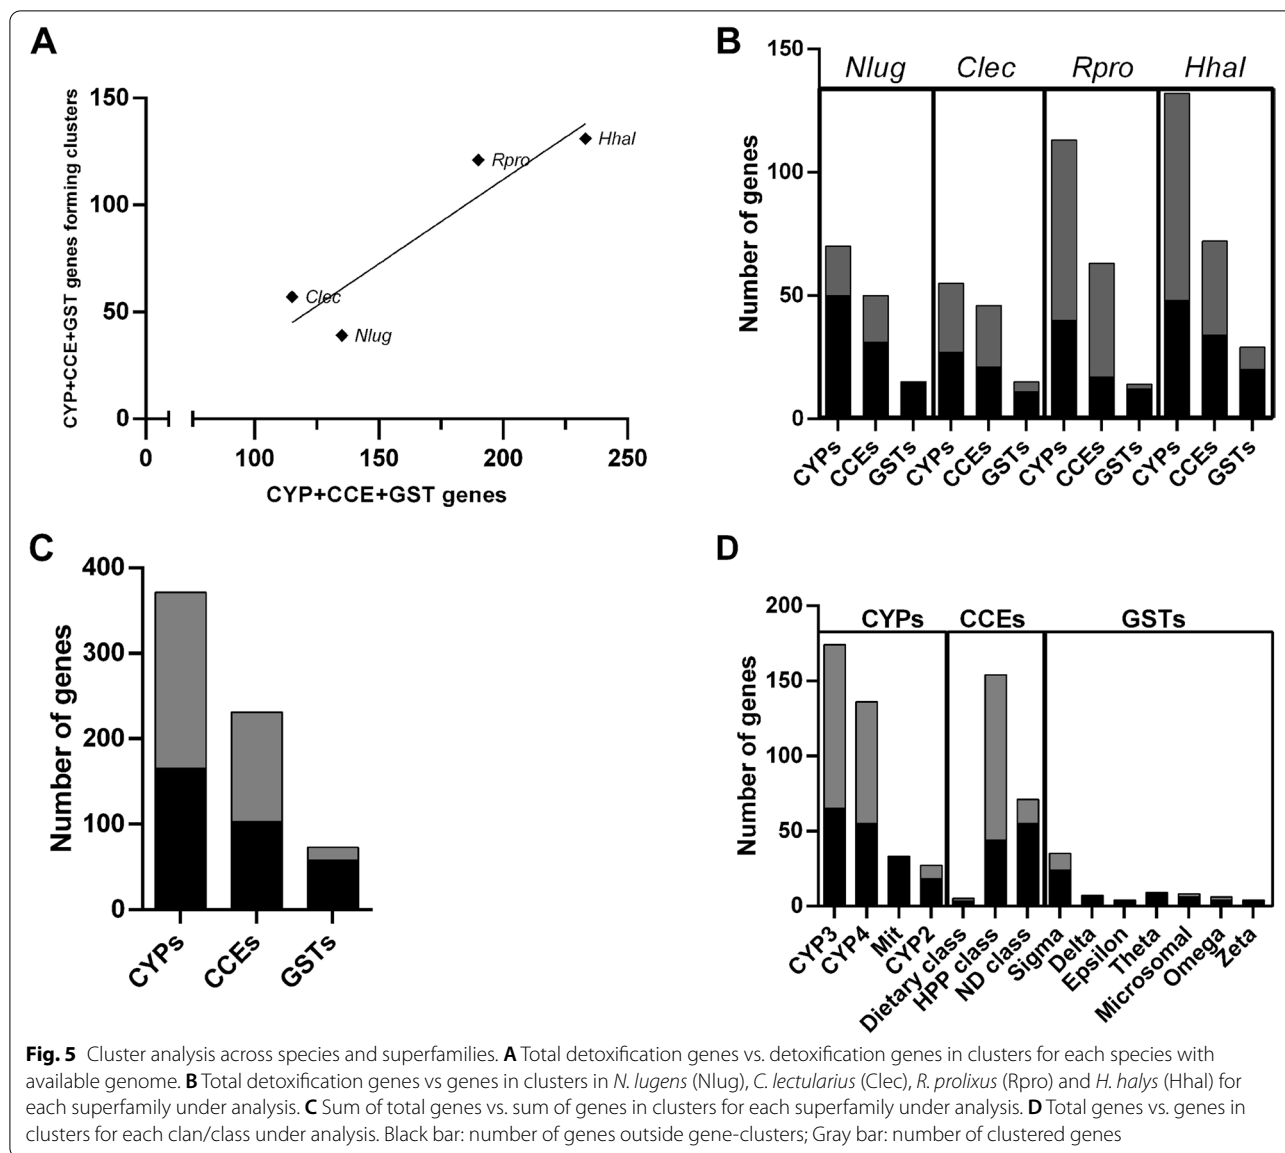 A
CYP+CCE+GST genes forming clusters
150
100
50
0
Hhal
Rpro
Clec
Nlug
0 100 150 200 250
CYP+CCE+GST genes
B
Number of genes
150
100
50
0
Nlug Clec Rpro Hhal
CYPs CCEs GSTs CYPs CCEs GSTs CYPs CCEs GSTs CYPs CCEs GSTs
C
Number of genes
400
300
200
100
0
CYPs CCEs GSTs
D
Number of genes
200
150
100
50
0
CYPs CCEs GSTs
CYP3 CYP4 Mit CYP2 Dietary class HPP class ND class Sigma Delta Epsilon Theta Microsomal Omega Zeta
Fig. 5 Cluster analysis across species and superfamilies. A Total detoxification genes vs. detoxification genes in clusters for each species with
available genome. B Total detoxification genes vs genes in clusters in N. lugens (Nlug), C. lectularius (Clec), R. prolixus (Rpro) and H. halys (Hhal) for
each superfamily under analysis. C Sum of total genes vs. sum of genes in clusters for each superfamily under analysis. D Total genes vs. genes in
clusters for each clan/class under analysis. Black bar: number of genes outside gene-clusters; Gray bar: number of clustered genes